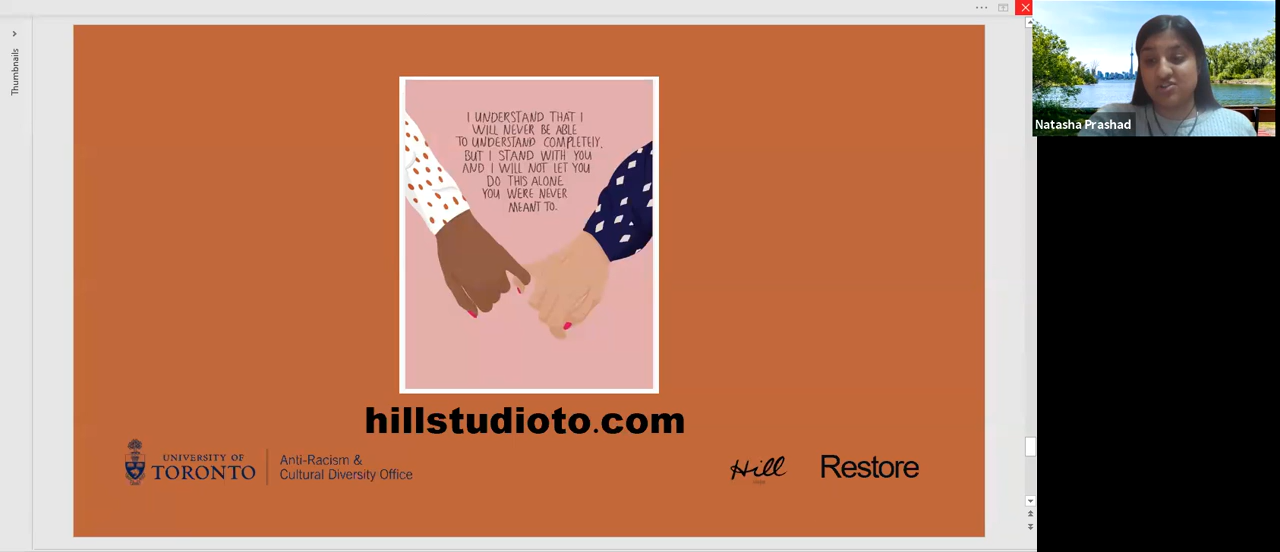 Thumbnails
Natasha Prashad
I UNDERSTAND THAT I
WILL NEVER BE ABLE
TO UNDERSTAND COMPLETELY,
BUT I STAND WITH YOU
AND I WILL NOT LET YOU
DO THIS ALONE
YOU WERE NEVER
MEANT TO.
hillstudioto.com
UNIVERSITY OF
TORONTO
Anti-Racism &
Cultural Diversity Office
Hill
Restore